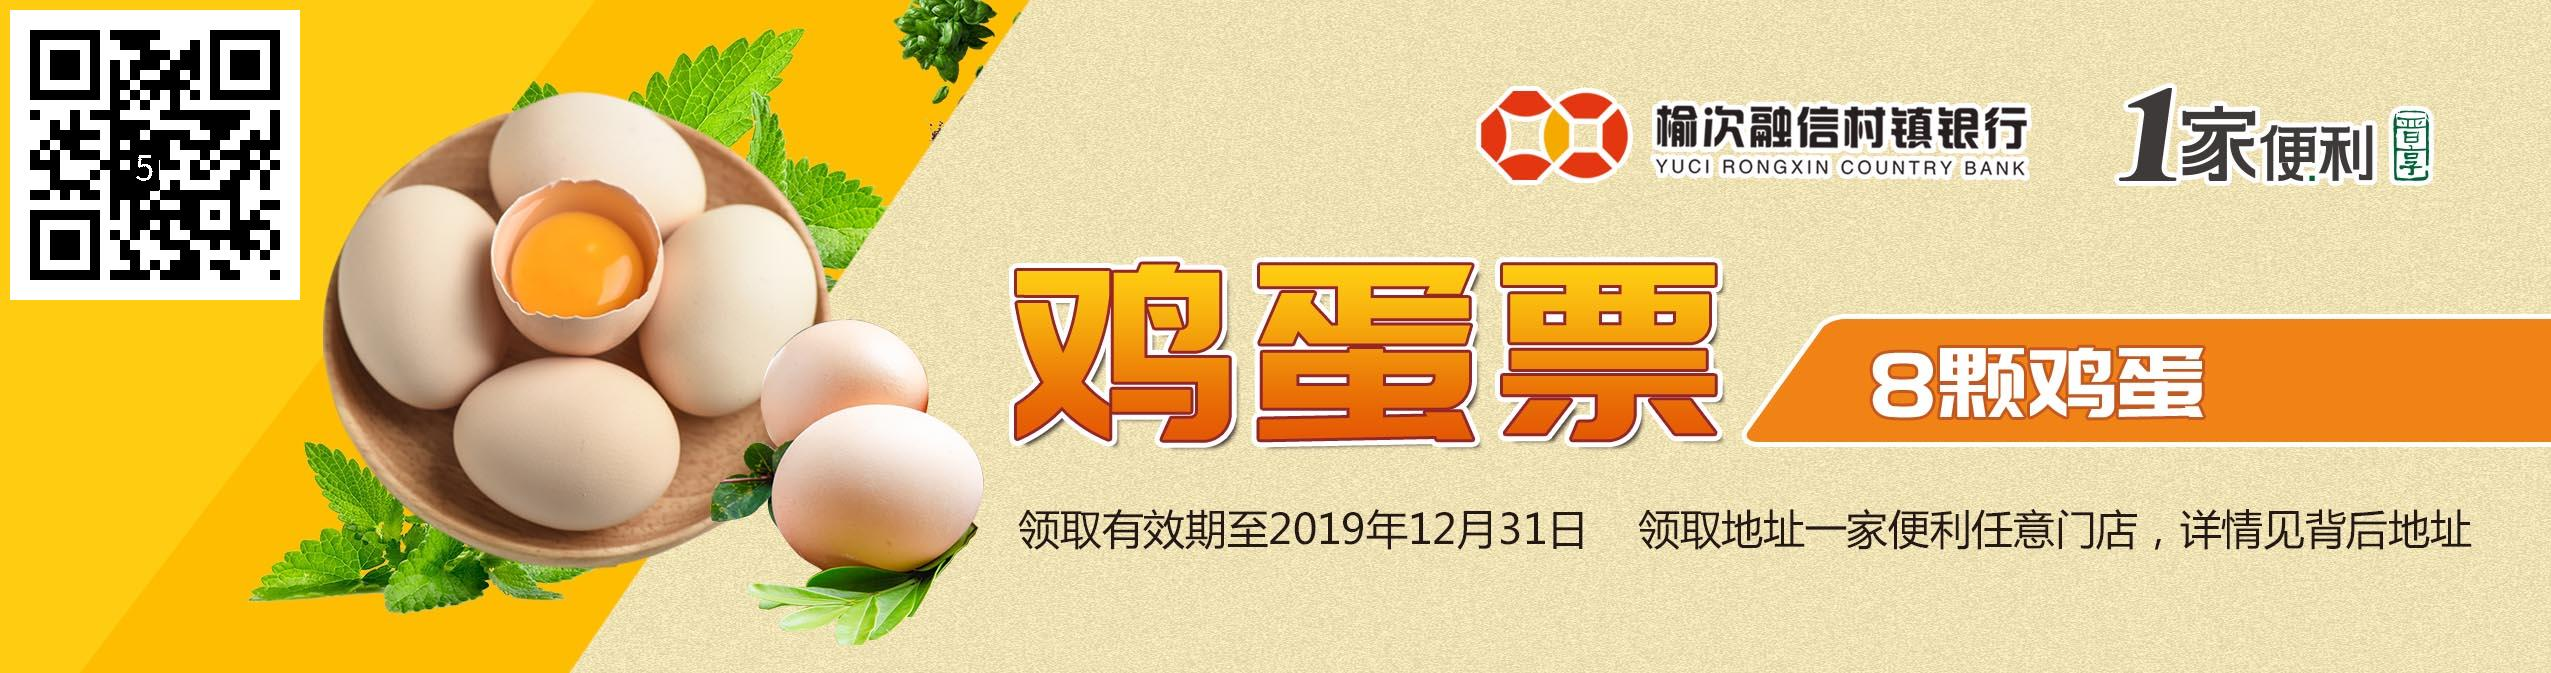 5
榆次融信村镇银行
YUCI RONGXIN COUNTRY BANK
1家便利 晋享
鸡蛋票
8颗鸡蛋
领取有效期至2019年12月31日 领取地址一家便利任意门店，详情见背后地址